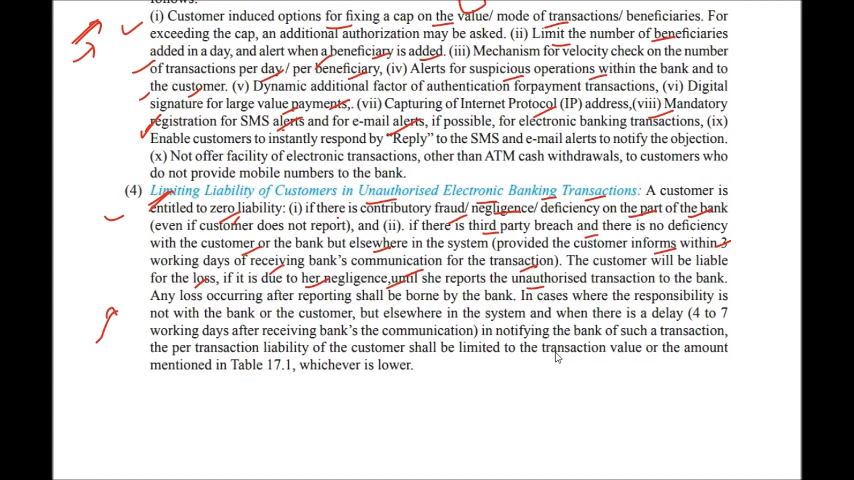 follows:
(i) Customer induced options for fixing a cap on the value/ mode of transactions/ beneficiaries. For
exceeding the cap, an additional authorization may be asked. (ii) Limit the number of beneficiaries
added in a day, and alert when a beneficiary is added. (iii) Mechanism for velocity check on the number
of transactions per day / per beneficiary, (iv) Alerts for suspicious operations within the bank and to
the customer. (v) Dynamic additional factor of authentication forpayment transactions, (vi) Digital
signature for large value payments,. (vii) Capturing of Internet Protocol (IP) address,(viii) Mandatory
registration for SMS alerts and for e-mail alerts, if possible, for electronic banking transactions, (ix)
Enable customers to instantly respond by “Reply” to the SMS and e-mail alerts to notify the objection.
(x) Not offer facility of electronic transactions, other than ATM cash withdrawals, to customers who
do not provide mobile numbers to the bank.
(4) Limiting Liability of Customers in Unauthorised Electronic Banking Transactions: A customer is
entitled to zero liability: (i) if there is contributory fraud/ negligence/ deficiency on the part of the bank
(even if customer does not report), and (ii). if there is third party breach and there is no deficiency
with the customer or the bank but elsewhere in the system (provided the customer informs within 3
working days of receiving bank’s communication for the transaction). The customer will be liable
for the loss, if it is due to her negligence,until she reports the unauthorised transaction to the bank.
Any loss occurring after reporting shall be borne by the bank. In cases where the responsibility is
not with the bank or the customer, but elsewhere in the system and when there is a delay (4 to 7
working days after receiving bank’s the communication) in notifying the bank of such a transaction,
the per transaction liability of the customer shall be limited to the transaction value or the amount
mentioned in Table 17.1, whichever is lower.